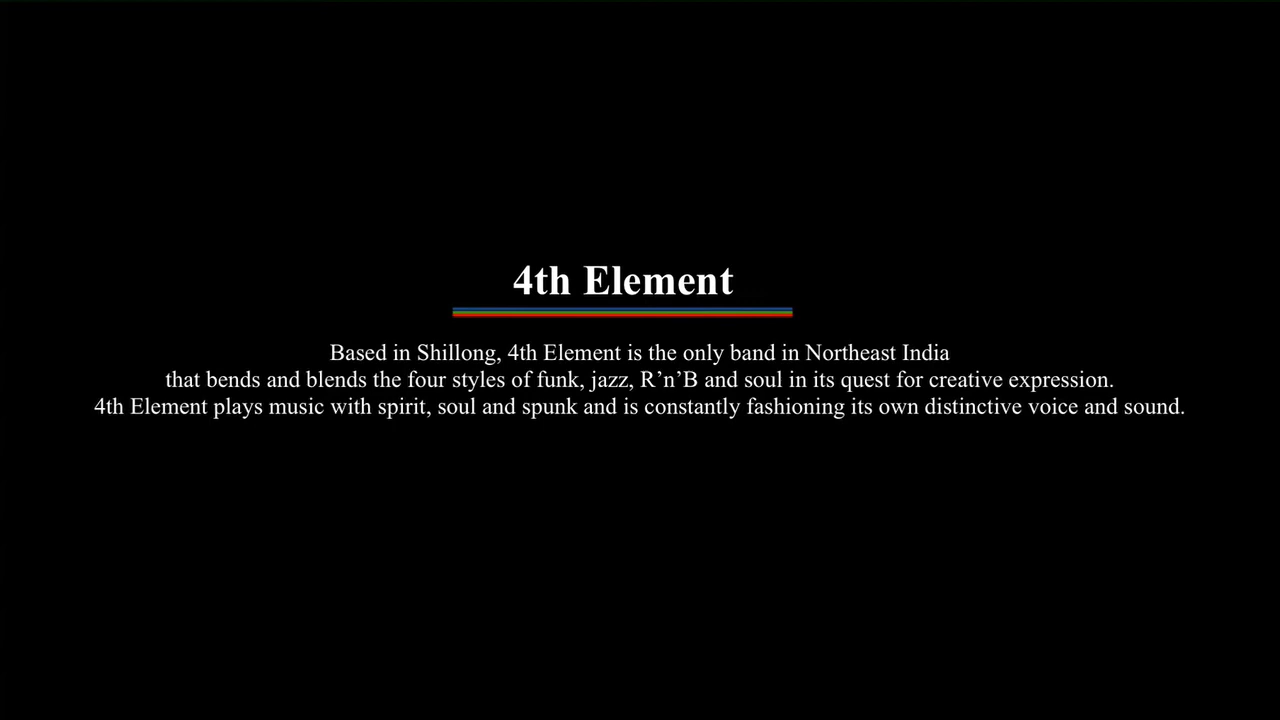 4th Element
Based in Shillong, 4th Element is the only band in Northeast India
that bends and blends the four styles of funk, jazz, R’n’B and soul in its quest for creative expression.
4th Element plays music with spirit, soul and spunk and is constantly fashioning its own distinctive voice and sound.